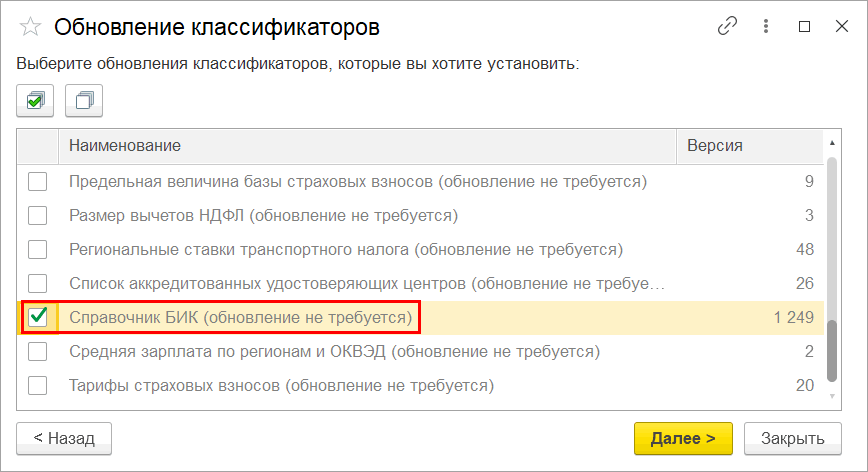 Обновление классификаторов
Выберите обновления классификаторов, которые вы хотите установить:
Наименование Версия
Предельная величина базы страховых взносов (обновление не требуется) 9
Размер вычетов НДФЛ (обновление не требуется) 3
Региональные ставки транспортного налога (обновление не требуется) 48
Список аккредитованных удостоверяющих центров (обновление не требуе... 26
Справочник БИК (обновление не требуется) 1 249
Средняя зарплата по регионам и ОКВЭД (обновление не требуется) 2
Тарифы страховых взносов (обновление не требуется) 20
< Назад Далее > Закрыть